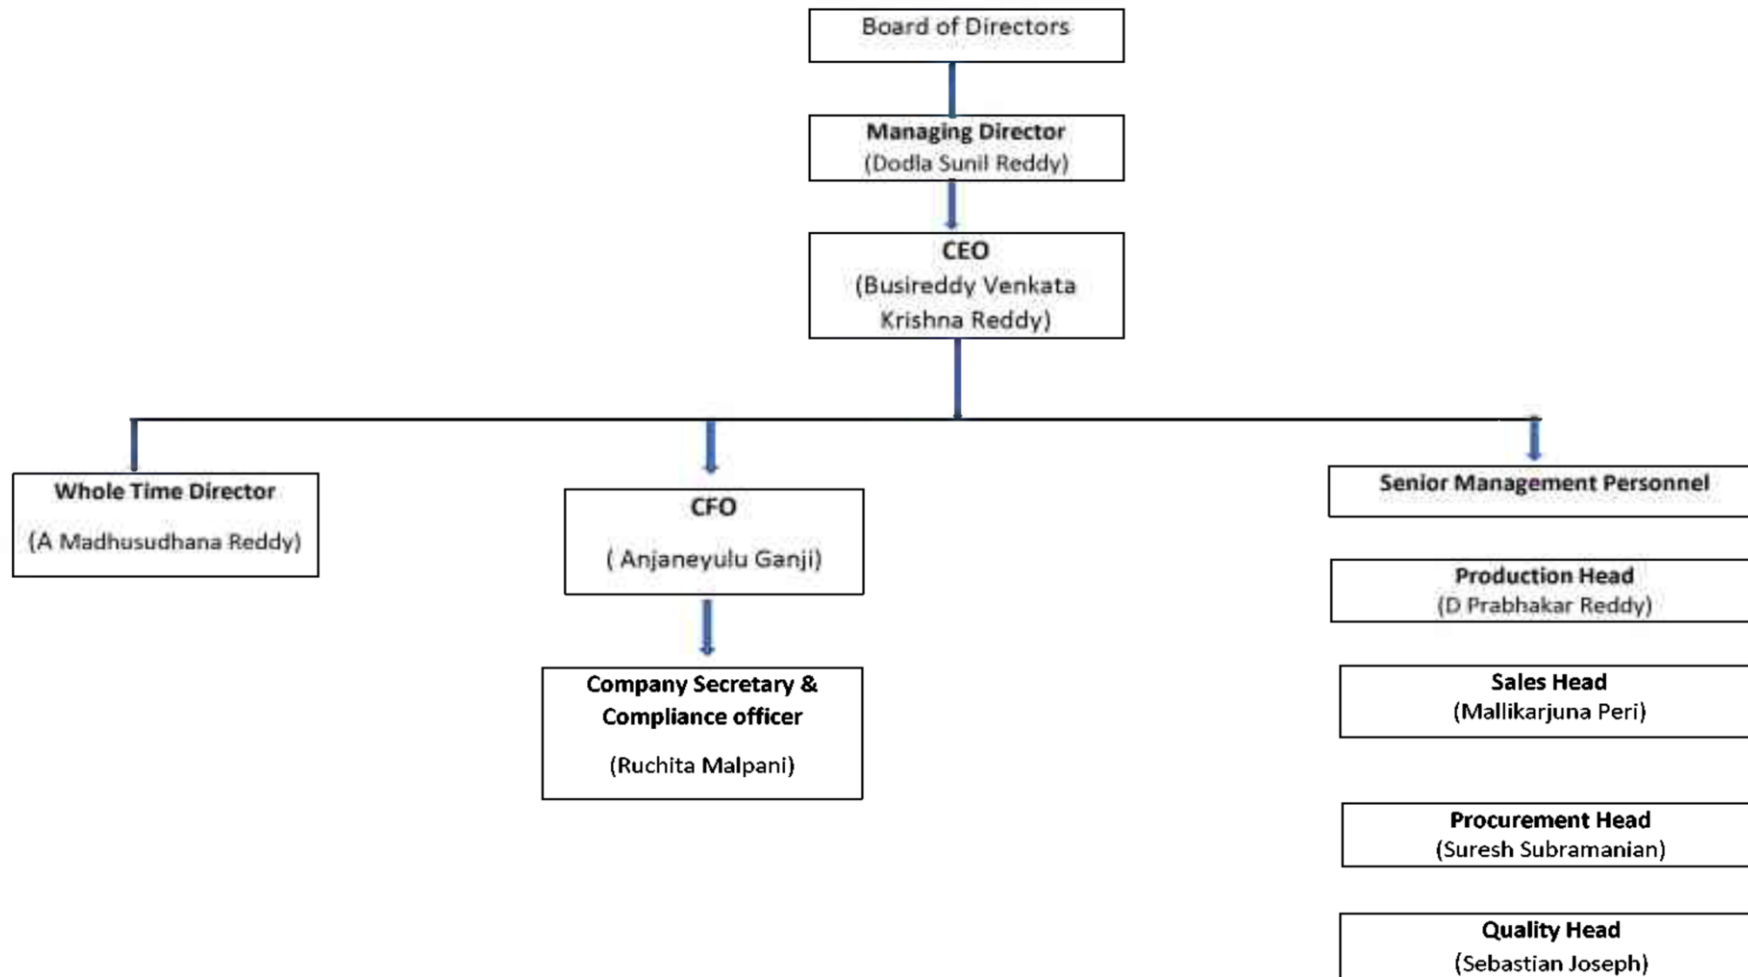 Board of Directors
Managing Director
(Dodla Sunil Reddy)
CEO
(Busireddy Venkata
Krishna Reddy)
Whole Time Director
(A Madhusudhana Reddy)
CFO
( Anjaneyulu Ganji)
Company Secretary &
Compliance officer
(Ruchita Malpani)
Senior Management Personnel
Production Head
(D Prabhakar Reddy)
Sales Head
(Mallikarjuna Peri)
Procurement Head
(Suresh Subramanian)
Quality Head
(Sebastian Joseph)